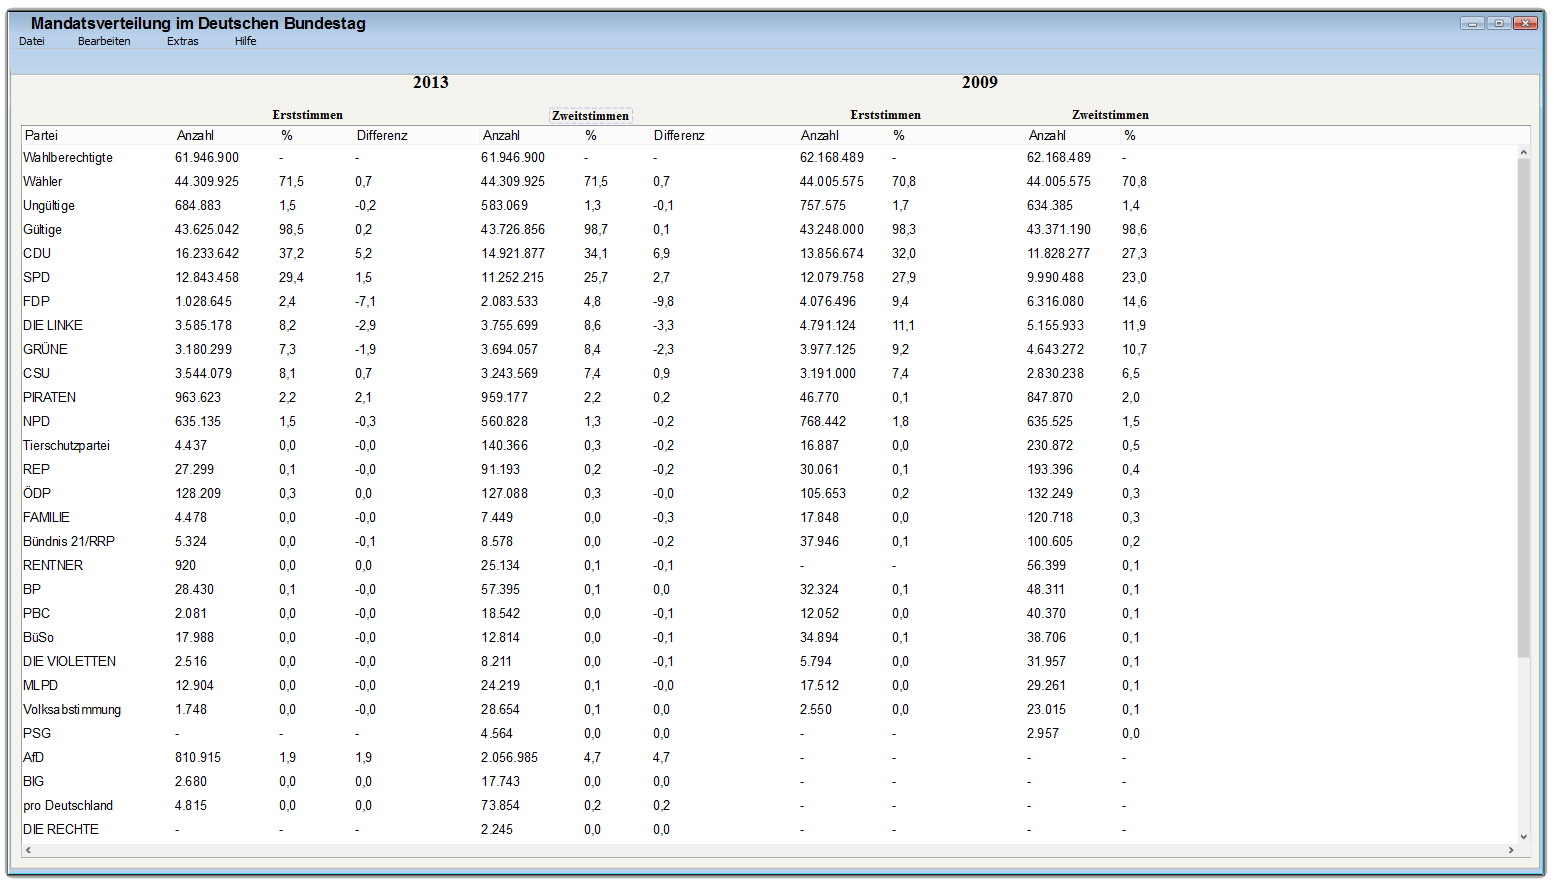 Mandatsverteilung im Deutschen Bundestag
Datei Bearbeiten Extras Hilfe
2013 2009
Erststimmen Zweitstimmen Erststimmen Zweitstimmen
Partei Anzahl % Differenz Anzahl % Differenz Anzahl % Anzahl %
Wahlberechtigte 61.946.900 - - 61.946.900 - - 62.168.489 - 62.168.489 -
Wähler 44.309.925 71,5 0,7 44.309.925 71,5 0,7 44.005.575 70,8 44.005.575 70,8
Ungültige 684.883 1,5 -0,2 583.069 1,3 -0,1 757.575 1,7 634.385 1,4
Gültige 43.625.042 98,5 0,2 43.726.856 98,7 0,1 43.248.000 98,3 43.371.190 98,6
CDU 16.233.642 37,2 5,2 14.921.877 34,1 6,9 13.856.674 32,0 11.828.277 27,3
SPD 12.843.458 29,4 1,5 11.252.215 25,7 2,7 12.079.758 27,9 9.990.488 23,0
FDP 1.028.645 2,4 -7,1 2.083.533 4,8 -9,8 4.076.496 9,4 6.316.080 14,6
DIE LINKE 3.585.178 8,2 -2,9 3.755.699 8,6 -3,3 4.791.124 11,1 5.155.933 11,9
GRÜNE 3.180.299 7,3 -1,9 3.694.057 8,4 -2,3 3.977.125 9,2 4.643.272 10,7
CSU 3.544.079 8,1 0,7 3.243.569 7,4 0,9 3.191.000 7,4 2.830.238 6,5
PIRATEN 963.623 2,2 2,1 959.177 2,2 0,2 46.770 0,1 847.870 2,0
NPD 635.135 1,5 -0,3 560.828 1,3 -0,2 768.442 1,8 635.525 1,5
Tierschutzpartei 4.437 0,0 -0,0 140.366 0,3 -0,2 16.887 0,0 230.872 0,5
REP 27.299 0,1 -0,0 91.193 0,2 -0,2 30.061 0,1 193.396 0,4
ÖDP 128.209 0,3 0,0 127.088 0,3 -0,0 105.653 0,2 132.249 0,3
FAMILIE 4.478 0,0 -0,0 7.449 0,0 -0,3 17.848 0,0 120.718 0,3
Bündnis 21/RRP 5.324 0,0 -0,1 8.578 0,0 -0,2 37.946 0,1 100.605 0,2
RENTNER 920 0,0 0,0 25.134 0,1 -0,1 - - 56.399 0,1
BP 28.430 0,1 -0,0 57.395 0,1 0,0 32.324 0,1 48.311 0,1
PBC 2.081 0,0 -0,0 18.542 0,0 -0,1 12.052 0,0 40.370 0,1
BüSo 17.988 0,0 -0,0 12.814 0,0 -0,1 34.894 0,1 38.706 0,1
DIE VIOLETTEN 2.516 0,0 -0,0 8.211 0,0 -0,1 5.794 0,0 31.957 0,1
MLPD 12.904 0,0 -0,0 24.219 0,1 -0,0 17.512 0,0 29.261 0,1
Volksabstimmung 1.748 0,0 -0,0 28.654 0,1 0,0 2.550 0,0 23.015 0,1
PSG - - - 4.564 0,0 0,0 - - 2.957 0,0
AfD 810.915 1,9 1,9 2.056.985 4,7 4,7 - - - -
BIG 2.680 0,0 0,0 17.743 0,0 0,0 - - - -
pro Deutschland 4.815 0,0 0,0 73.854 0,2 0,2 - - - -
DIE RECHTE - - - 2.245 0,0 0,0 - - - -